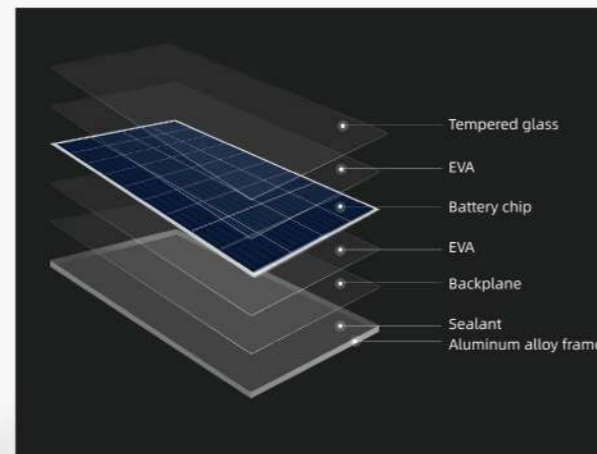 Tempered glass
EVA
Battery chip
EVA
Backplane
Sealant
Aluminum alloy frame